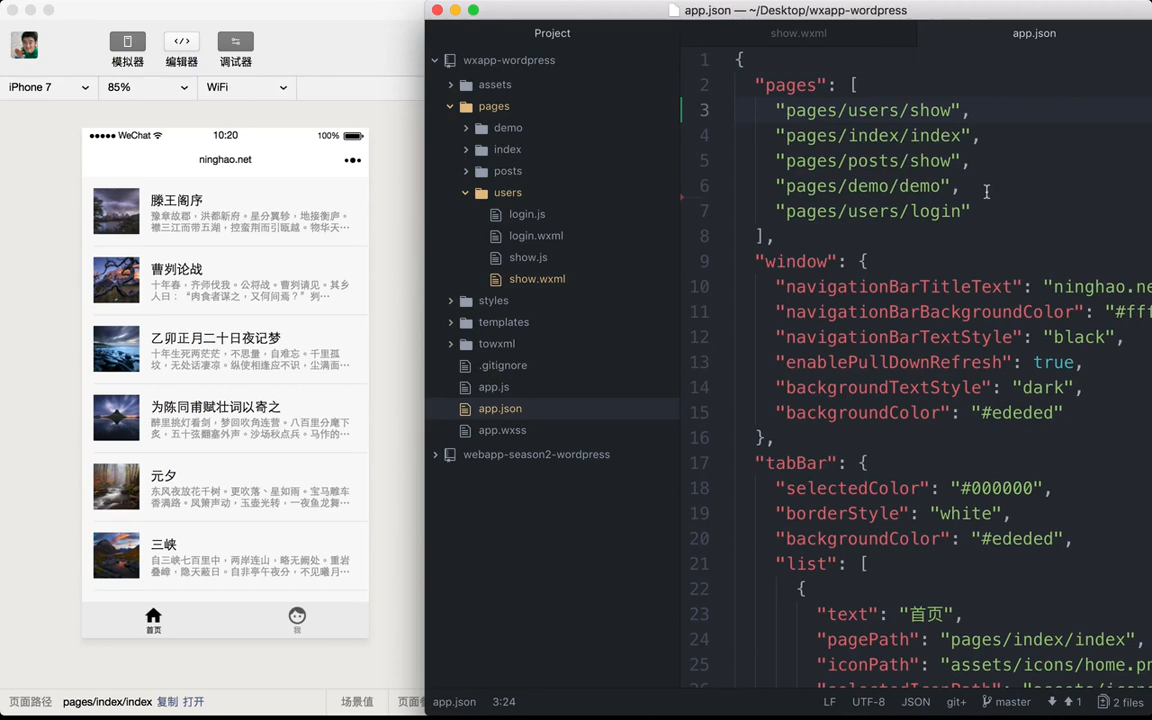 模拟器
编辑器
调试器
iPhone 7
85%
WiFi
WeChat
10:20
100%
ninghao.net
滕王阁序
豫章故郡，洪都新府。星分翼轸，地接衡庐。
襟三江而带五湖，控蛮荆而引瓯越。物华天…
曹刿论战
十年春，齐师伐我。公将战。曹刿请见。其乡
人曰：“肉食者谋之，又何间焉？”刿…
乙卯正月二十日夜记梦
十年生死两茫茫，不思量，自难忘。千里孤
坟，无处话凄凉。纵使相逢应不识，尘满面…
为陈同甫赋壮词以寄之
醉里挑灯看剑，梦回吹角连营。八百里分麾下
炙，五十弦翻塞外声。沙场秋点兵。马作的…
元夕
东风夜放花千树。更吹落、星如雨。宝马雕车
香满路。凤箫声动，玉壶光转，一夜鱼龙舞…
三峡
自三峡七百里中，两岸连山，略无阙处。重岩
叠嶂，隐天蔽日。自非亭午夜分，不见曦月…
首页
我
页面路径
pages/index/index
复制
打开
场景值
页面参
app.json — ~/Desktop/wxapp-wordpress
Project
show.wxml
app.json
wxapp-wordpress
assets
pages
demo
index
posts
users
login.js
login.wxml
show.js
show.wxml
styles
templates
towxml
.gitignore
app.js
app.json
app.wxss
webapp-season2-wordpress
1 {
2 "pages": [
3 "pages/users/show",
4 "pages/index/index",
5 "pages/posts/show",
6 "pages/demo/demo",
7 "pages/users/login"
8 ],
9 "window": {
10 "navigationBarTitleText": "ninghao.ne
11 "navigationBarBackgroundColor": "#fff
12 "navigationBarTextStyle": "black",
13 "enablePullDownRefresh": true,
14 "backgroundTextStyle": "dark",
15 "backgroundColor": "#ededed"
16 },
17 "tabBar": {
18 "selectedColor": "#000000",
19 "borderStyle": "white",
20 "backgroundColor": "#ededed",
21 "list": [
22 {
23 "text": "首页",
24 "pagePath": "pages/index/index",
25 "iconPath": "assets/icons/home.pn
app.json
3:24
LF
UTF-8
JSON
git+
master
1
2 files